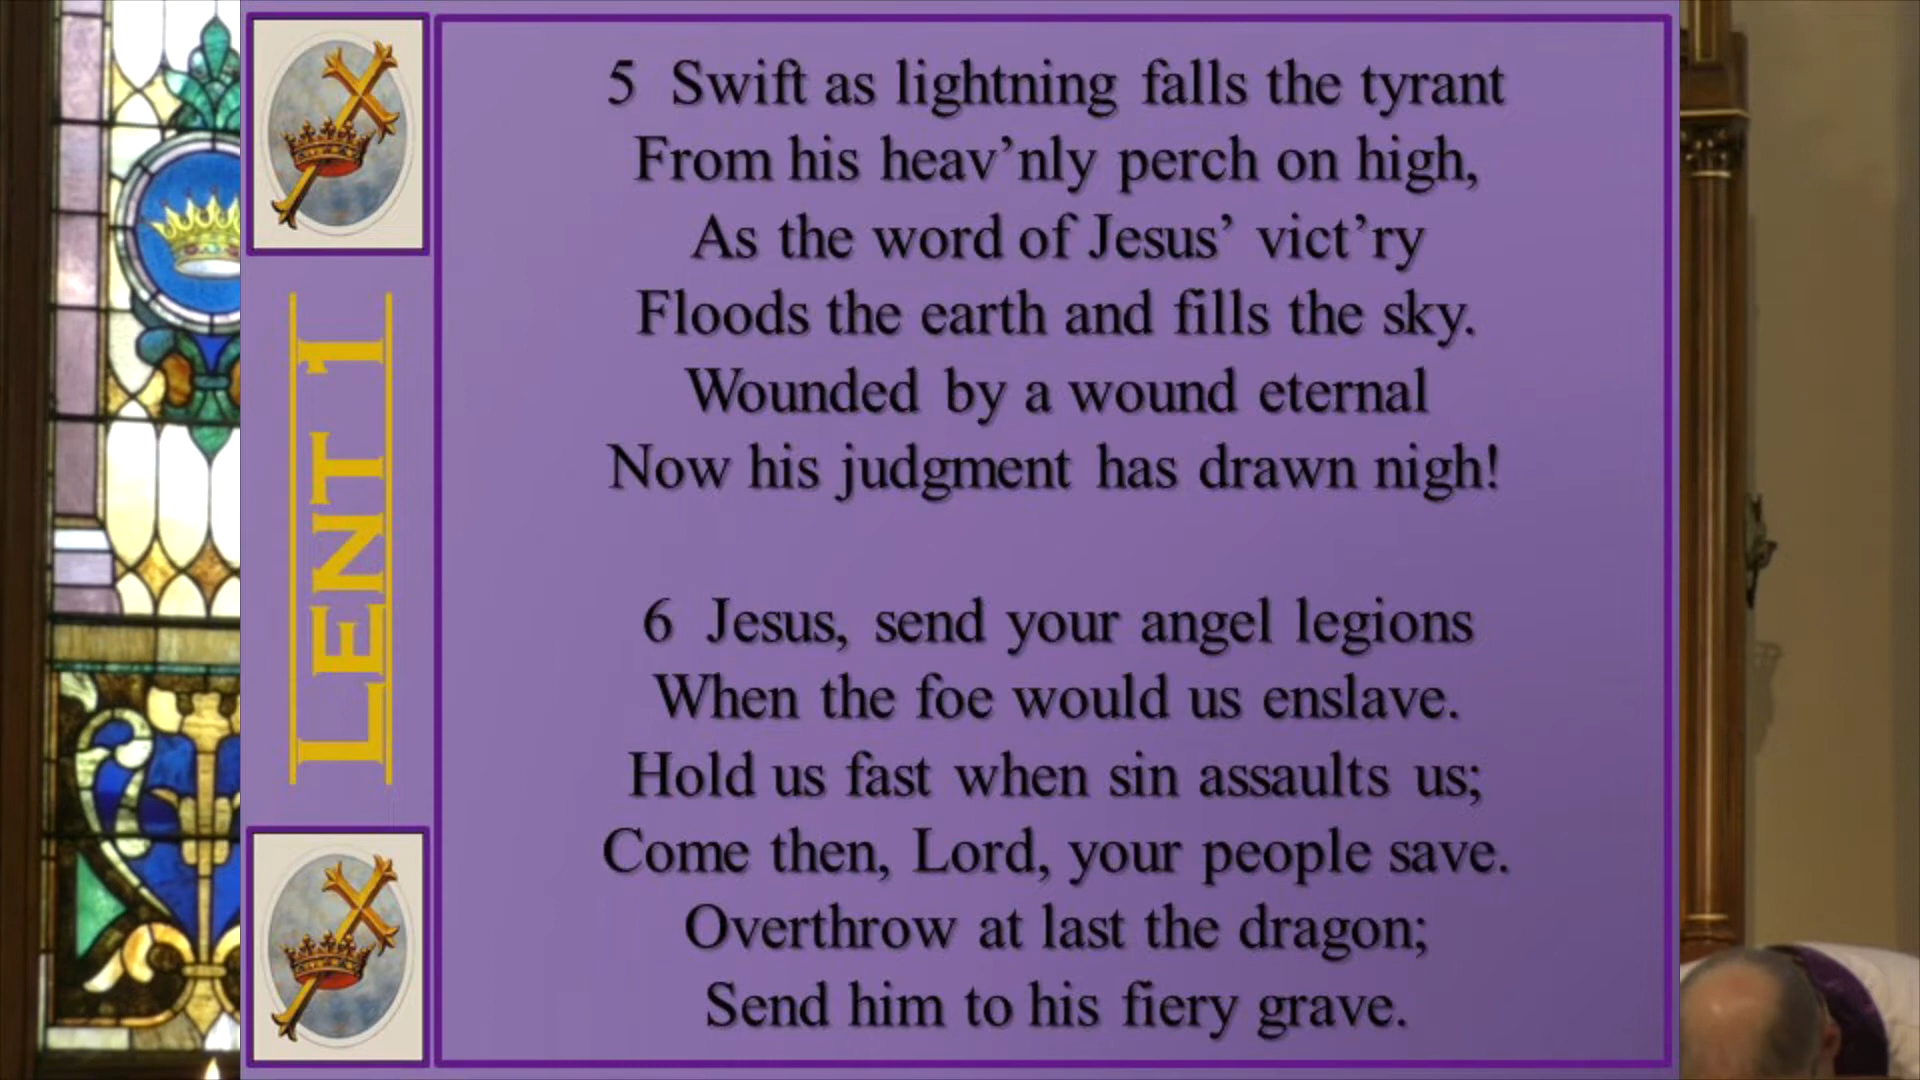 LENT 1
5 Swift as lightning falls the tyrant
From his heav’nly perch on high,
As the word of Jesus’ vict’ry
Floods the earth and fills the sky.
Wounded by a wound eternal
Now his judgment has drawn nigh!
6 Jesus, send your angel legions
When the foe would us enslave.
Hold us fast when sin assaults us;
Come then, Lord, your people save.
Overthrow at last the dragon;
Send him to his fiery grave.